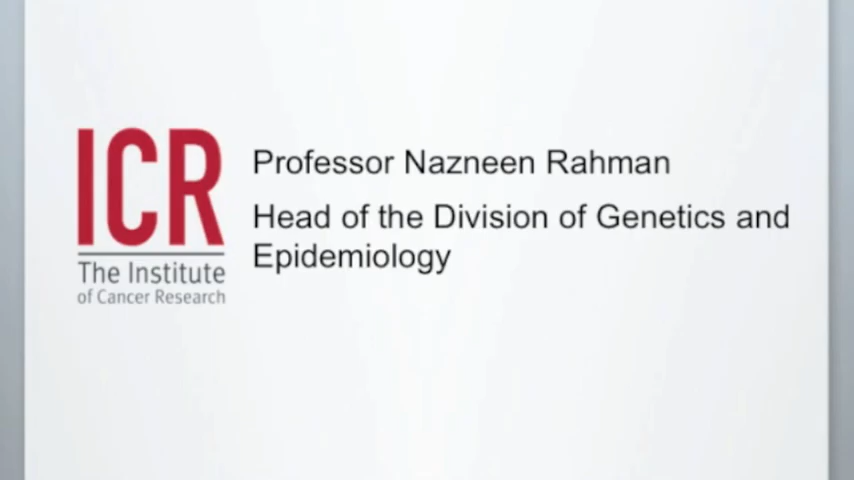 ICR
The Institute
of Cancer Research
Professor Nazneen Rahman
Head of the Division of Genetics and
Epidemiology